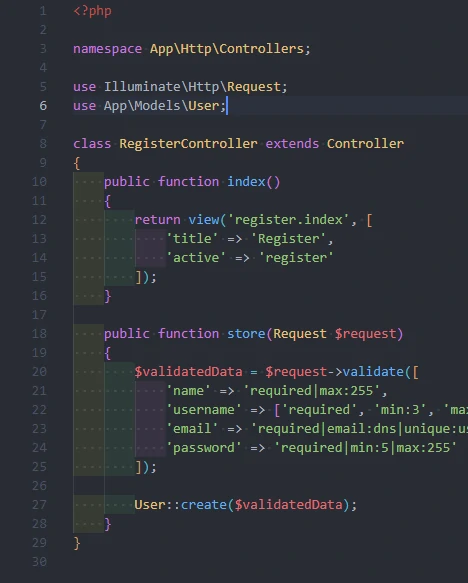 1 <?php
2
3 namespace App\Http\Controllers;
4
5 use Illuminate\Http\Request;
6 use App\Models\User;
7
8 class RegisterController extends Controller
9 {
10 public function index()
11 {
12 return view('register.index', [
13 'title' => 'Register',
14 'active' => 'register'
15 ]);
16 }
17
18 public function store(Request $request)
19 {
20 $validatedData = $request->validate([
21 'name' => 'required|max:255',
22 'username' => ['required', 'min:3', 'ma
23 'email' => 'required|email:dns|unique:us
24 'password' => 'required|min:5|max:255'
25 ]);
26
27 User::create($validatedData);
28 }
29 }
30